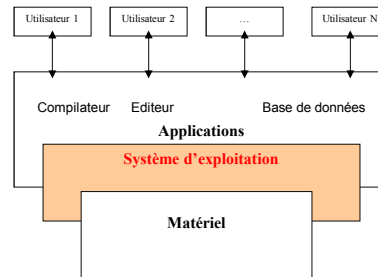 Utilisateur 1 Utilisateur 2 ... Utilisateur N
Compilateur Editeur Base de données
Applications
Système d'exploitation
Matériel